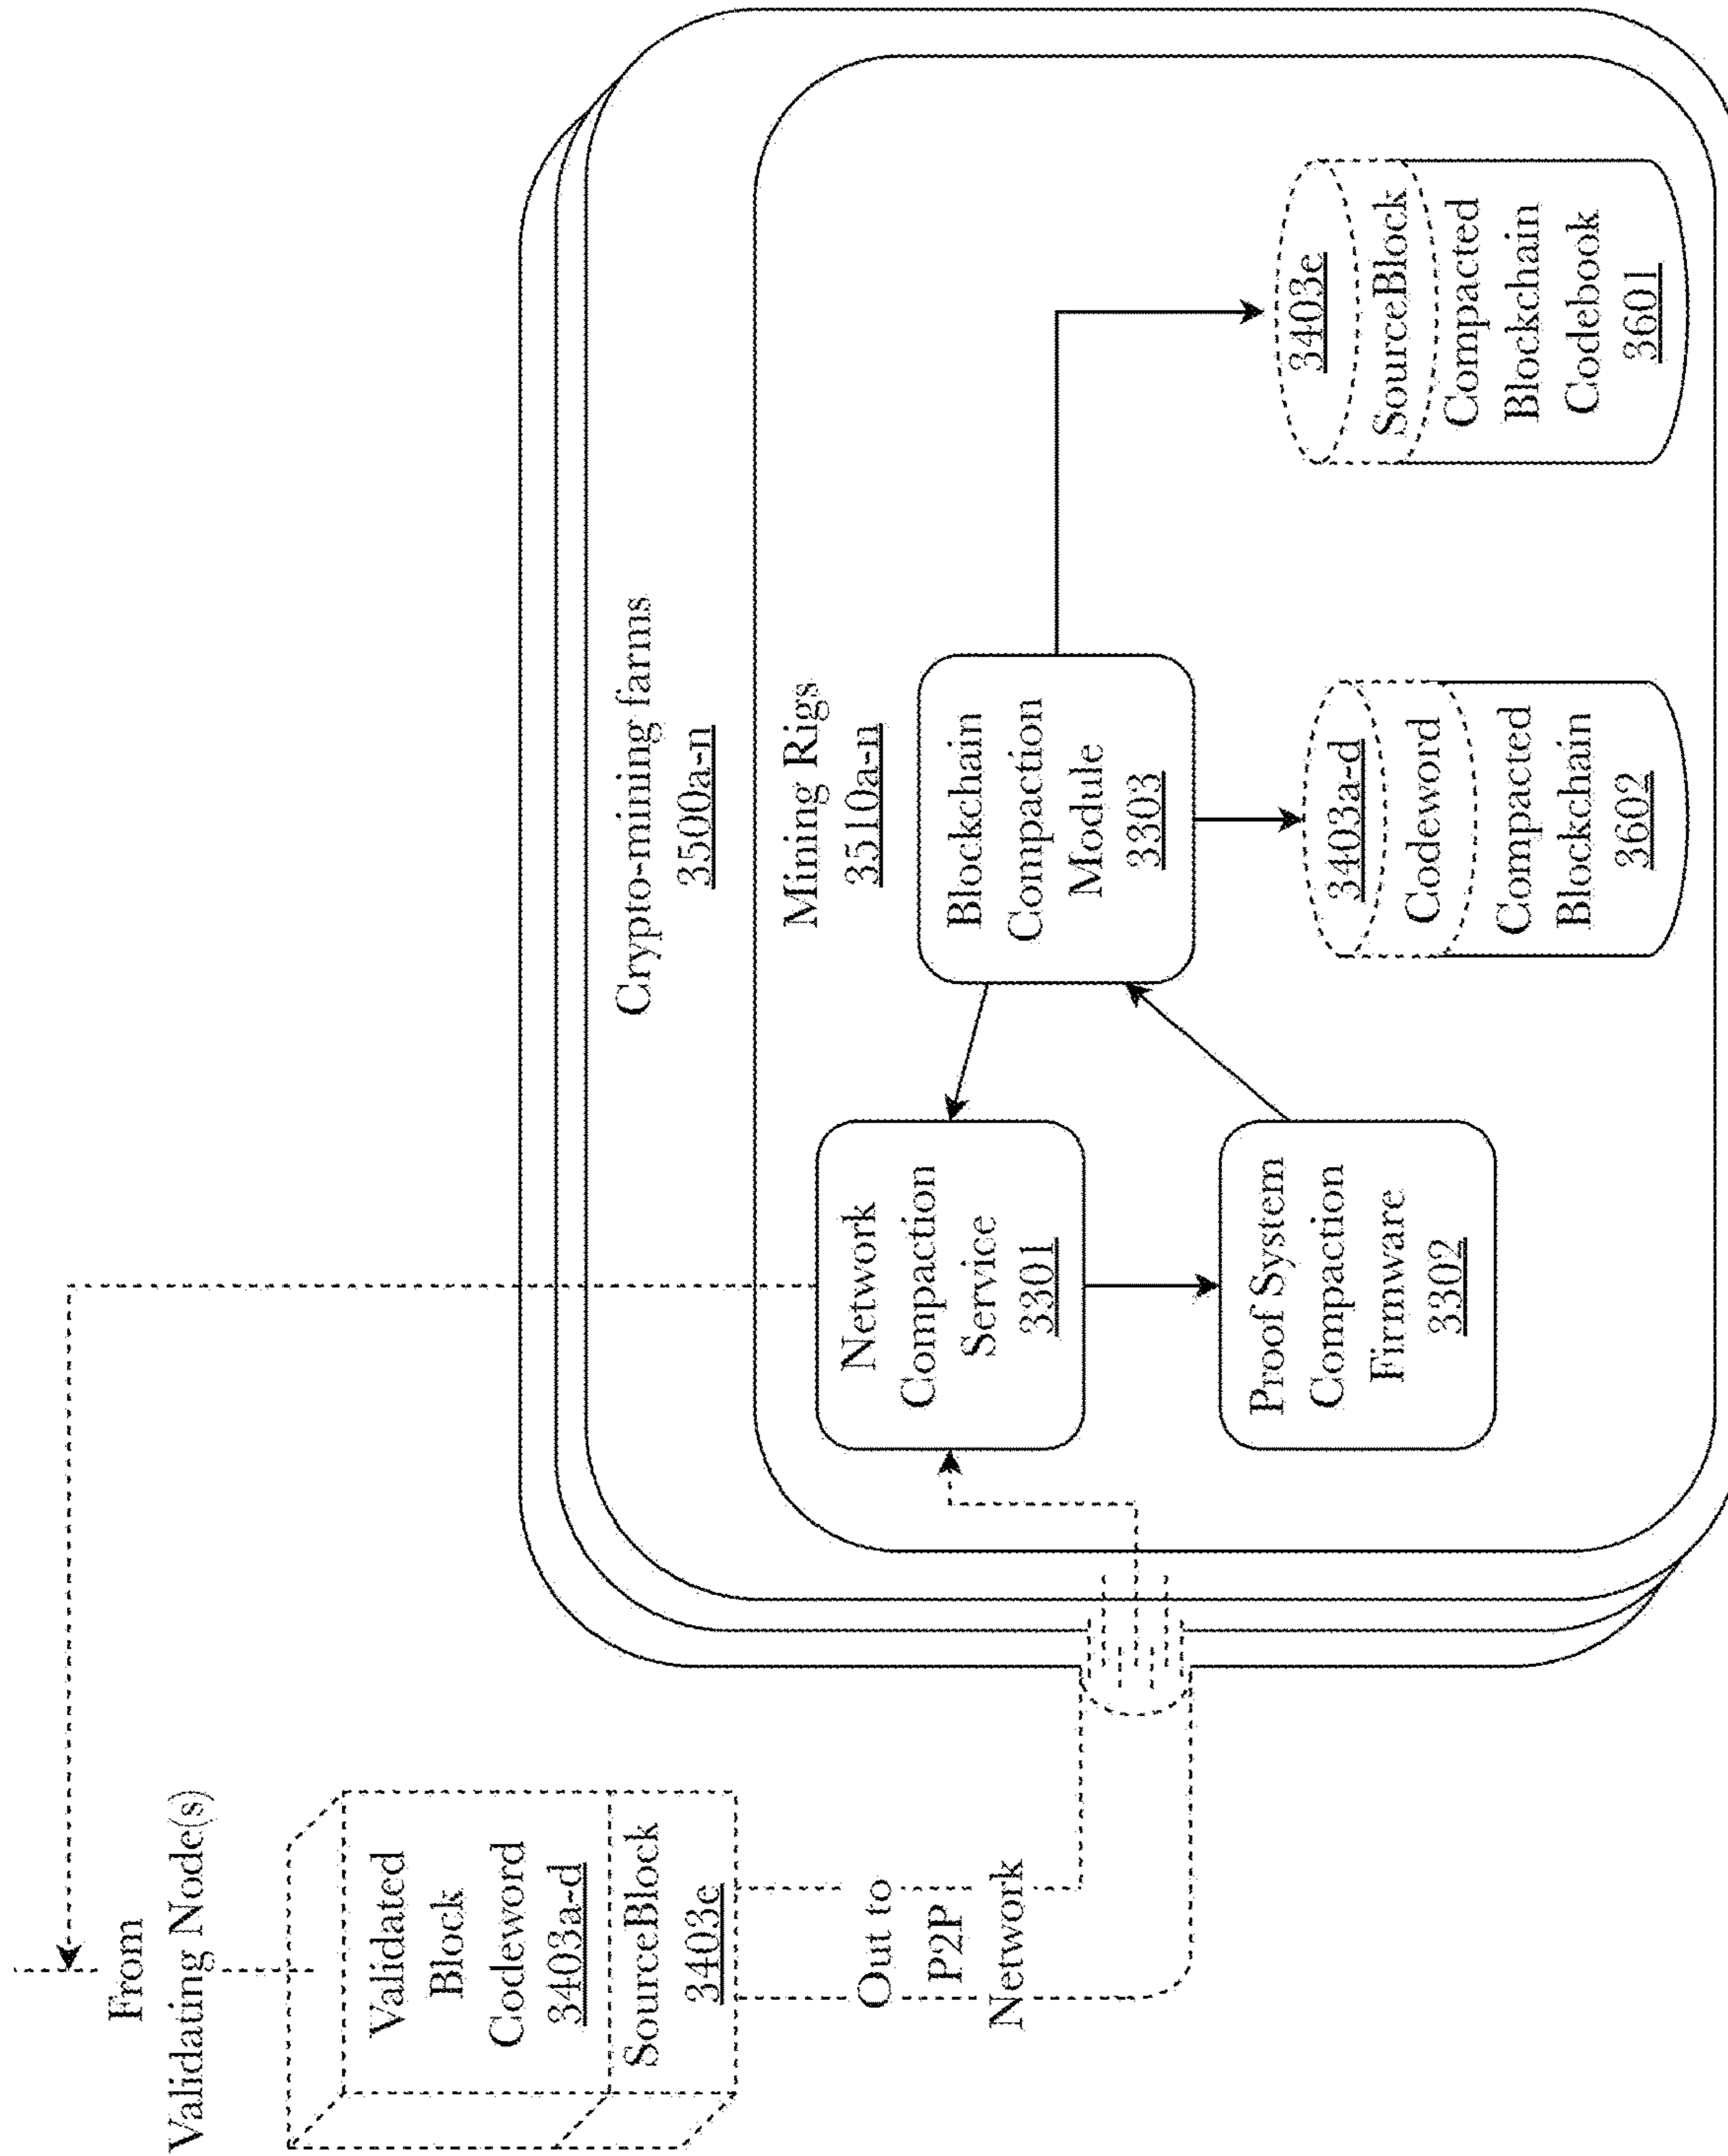 From
Validating Node(s)
Validated
Block
Codeword
3403a-d
SourceBlock
3403e
Out to
P2P
Network
Crypto-mining farms
3500a-n
Mining Rigs
3510a-n
Network
Compaction
Service
3301
Proof System
Compaction
Firmware
3302
Blockchain
Compaction
Module
3303
3403a-d
Codeword
Compacted
Blockchain
3602
3403e
SourceBlock
Compacted
Blockchain
Codebook
3601